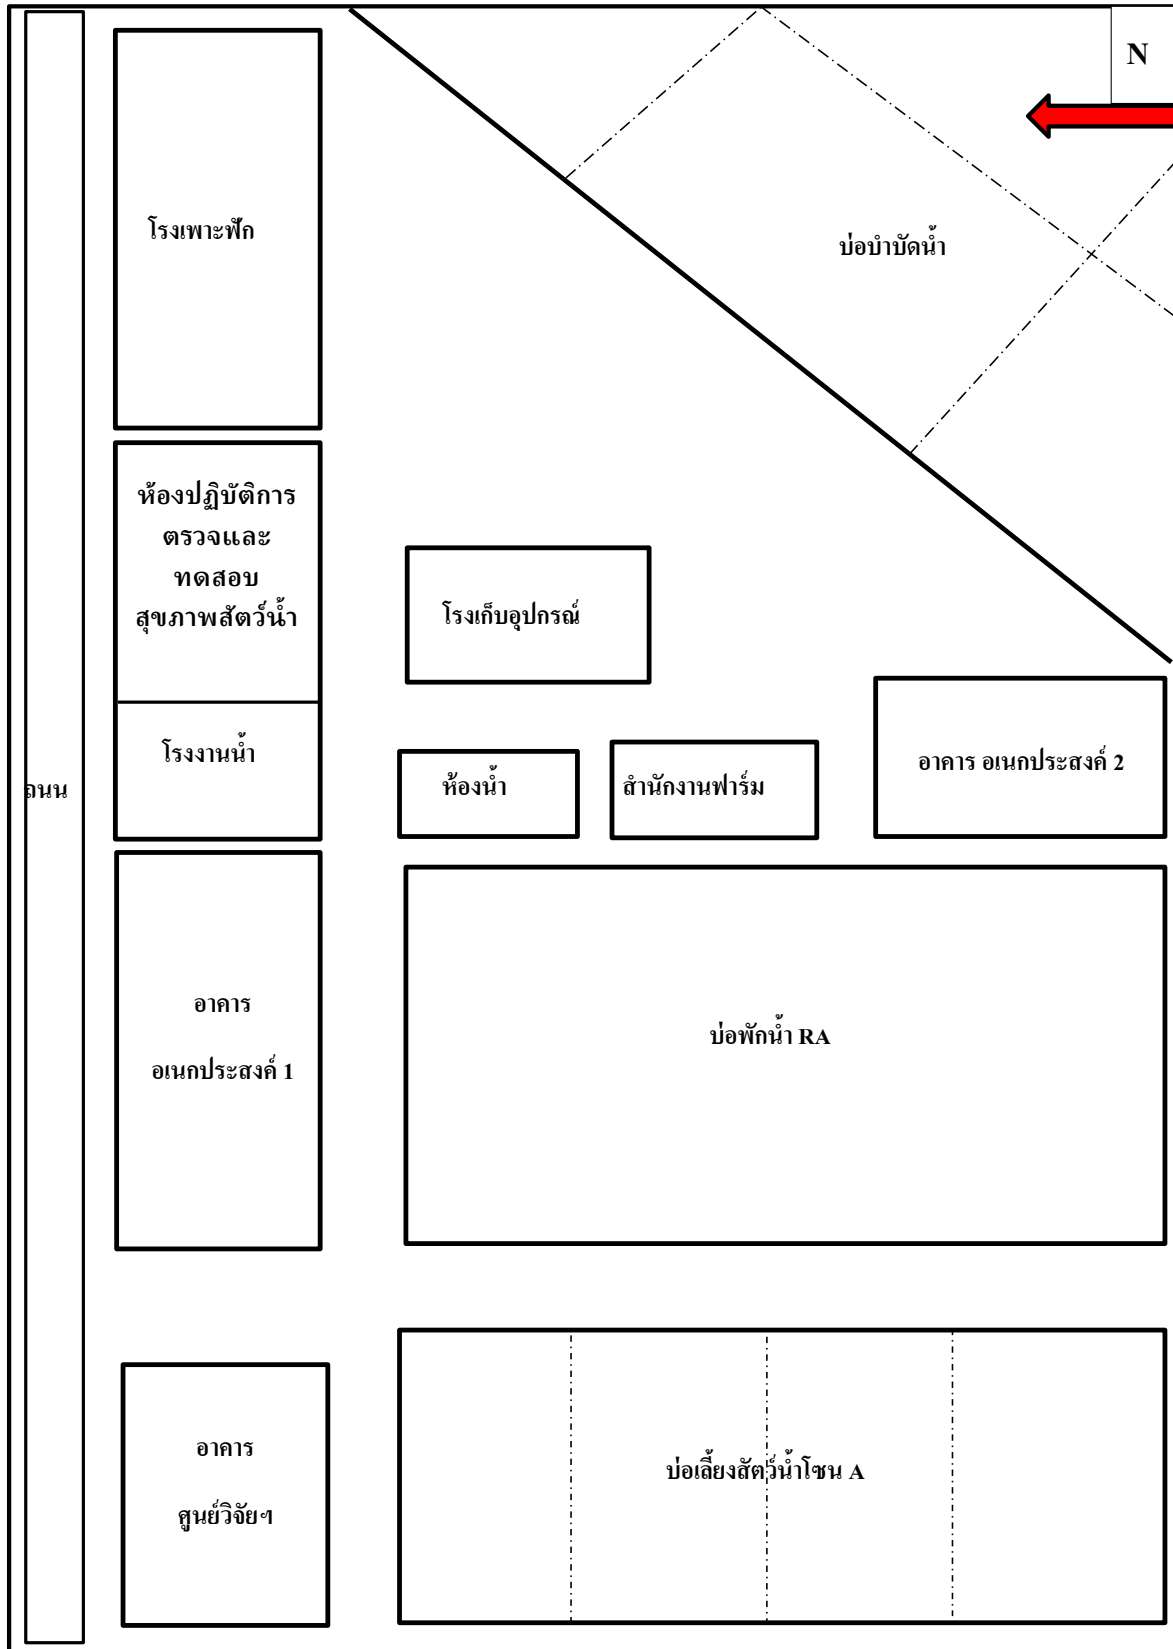 N
โรงเพาะฟัก
บ่อบำบัดน้ำ
ห้องปฏิบัติการ
ตรวจและ
ทดสอบ
สุขภาพสัตว์น้ำ
โรงเก็บอุปกรณ์
โรงงานน้ำ
ถนน
ห้องน้ำ
สำนักงานฟาร์ม
อาคาร อเนกประสงค์ 2
อาคาร
อเนกประสงค์ 1
บ่อพักน้ำ RA
อาคาร
ศูนย์วิจัยฯ
บ่อเลี้ยงสัตว์น้ำโซน A